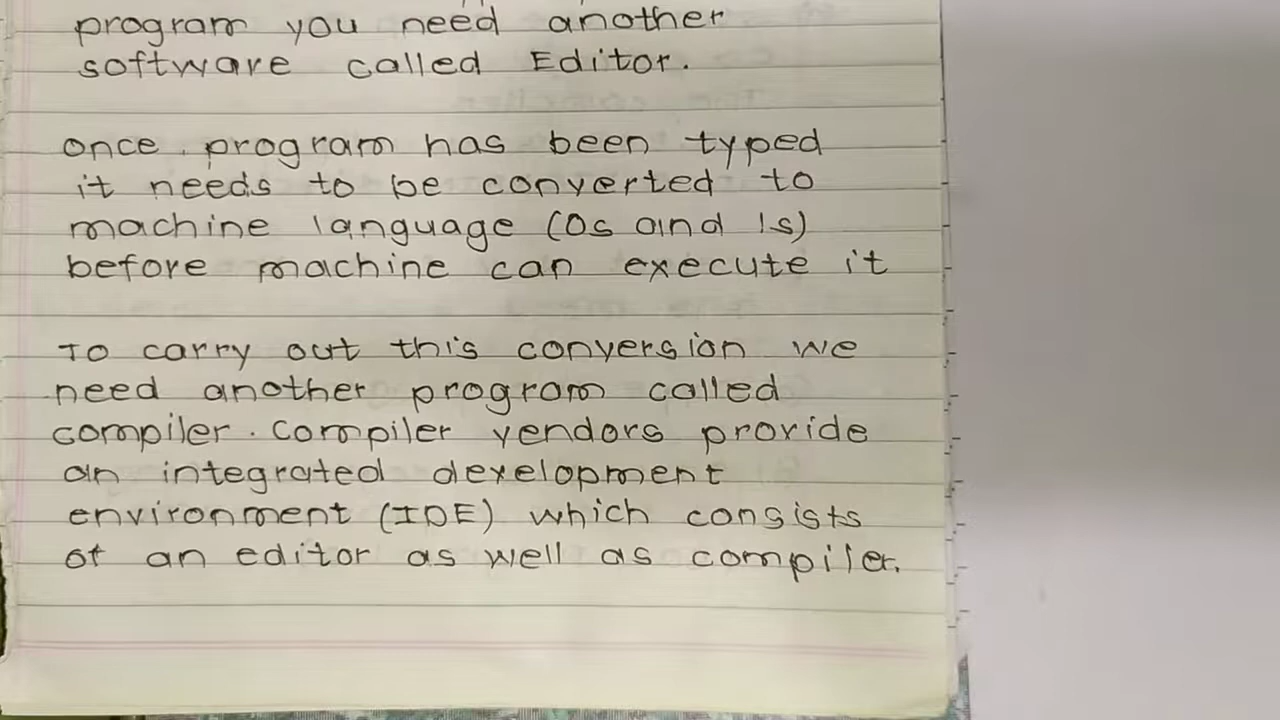 program you need another
software called Editor.
once program has been typed
it needs to be converted to
machine language (0s and 1s)
before machine can execute it
To carry out this conversion we
need another program called
compiler. Compiler vendors provide
an integrated development
environment (IDE) which consists
of an editor as well as compiler.